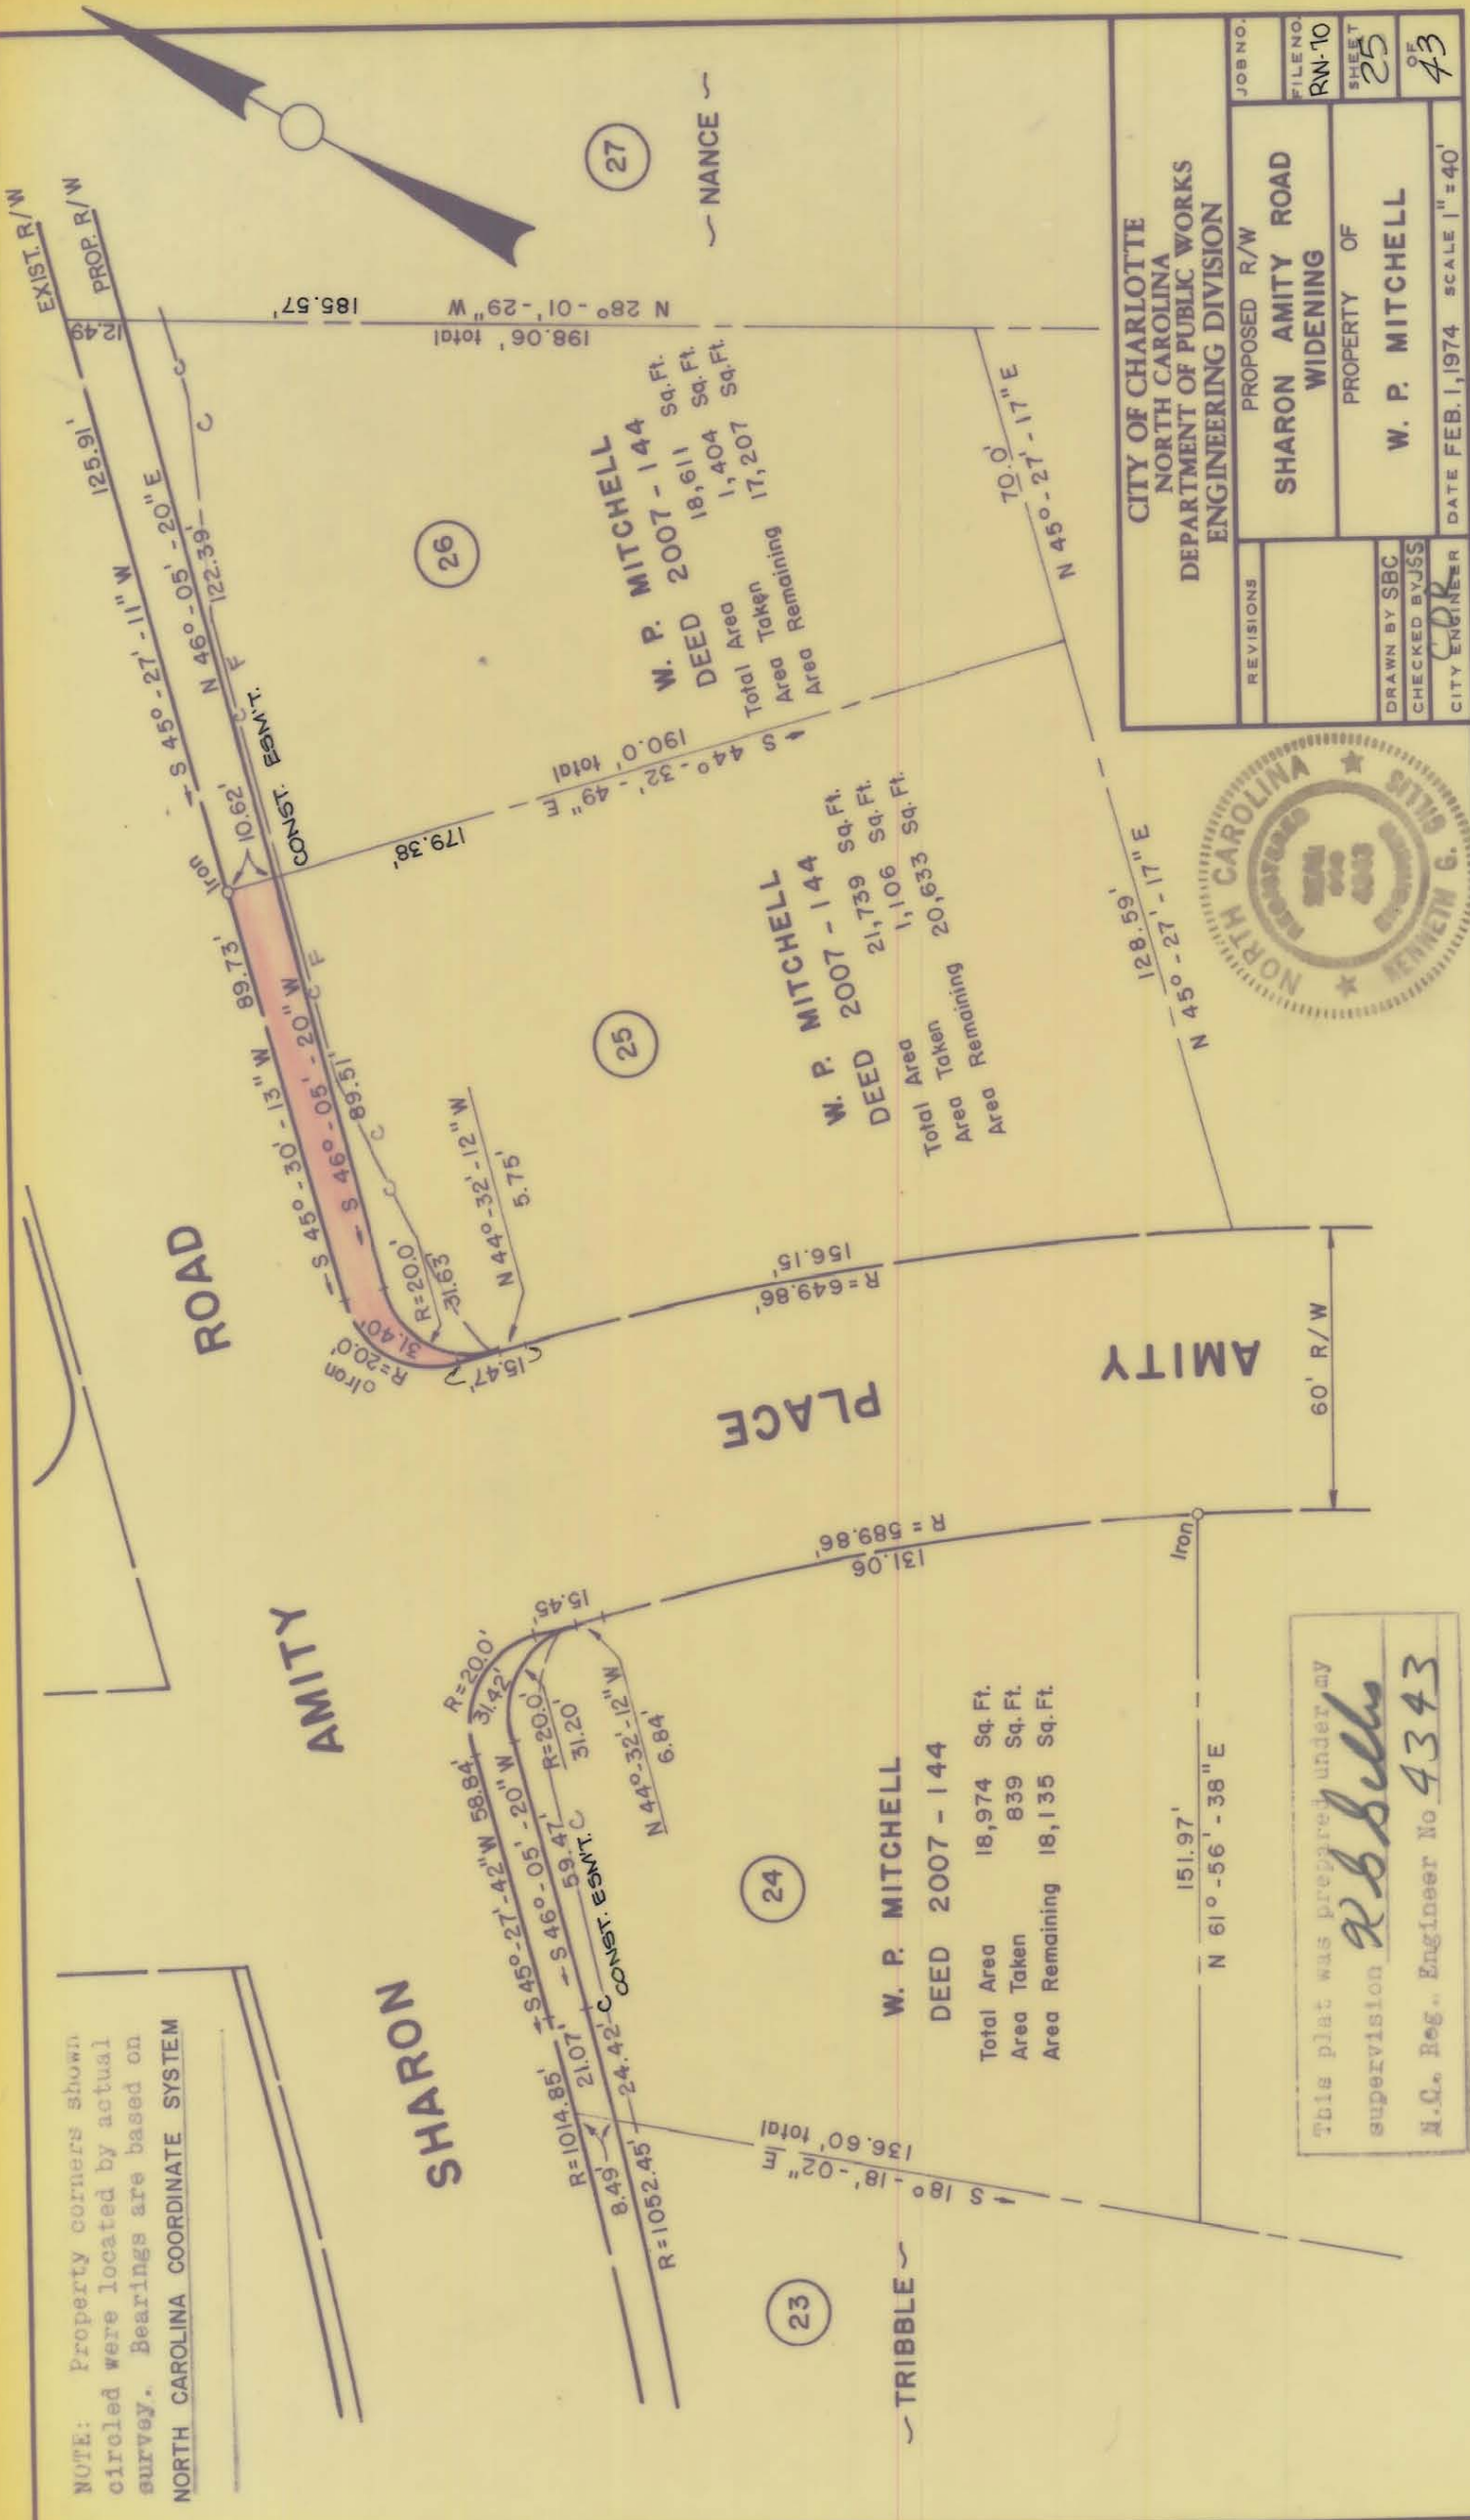 NOTE: Property corners shown
circled were located by actual
survey. Bearings are based on
NORTH CAROLINA COORDINATE SYSTEM
SHARON
AMITY
ROAD
EXIST. R/W
PROP. R/W
R=1014.85'
21.07'
8.49'
R=1052.45'
24.42'
C
CONST. ESM'T.
C
S 45°-27'-42" W 58.84'
S 46°-05'-20" W
59.47'
R=20.0'
31.42'
R=20.0'
31.20'
15.45
N 44°-32'-12" W
6.84'
131.06
R = 589.86'
S 18°-18'-02" E
136.60' total
23
~ TRIBBLE ~
24
W. P. MITCHELL
DEED 2007 - 144
Total Area 18,974 Sq. Ft.
Area Taken 839 Sq. Ft.
Area Remaining 18,135 Sq. Ft.
151.97'
N 61°-56'-38" E
Iron
PLACE
AMITY
60' R/W
Iron
R=20.0'
31.40'
15.47'
S 45°-30'-13" W 89.73'
S 46°-05'-20" W
89.51'
C
C
C
F
R=20.0'
31.63'
N 44°-32'-12" W
5.75'
R=649.86'
156.15'
Iron
10.62'
CONST. ESM'T.
179.38'
S 44°-32'-49" E
190.0' total
25
W. P. MITCHELL
DEED 2007 - 144
Total Area 21,739 Sq. Ft.
Area Taken 1,106 Sq. Ft.
Area Remaining 20,633 Sq. Ft.
128.59'
N 45°-27'-17" E
S 45°-27'-11" W
125.91'
N 46°-05'-20" E
122.39'
C
F
C
C
12.49
185.57'
N 28°-01'-29" W
198.06' total
26
W. P. MITCHELL
DEED 2007 - 144
Total Area 18,611 Sq. Ft.
Area Taken 1,404 Sq. Ft.
Area Remaining 17,207 Sq. Ft.
70.0'
N 45°-27'-17" E
27
~ NANCE ~
This plat was prepared under my
supervision
N.C. Reg. Engineer No 4343
NORTH CAROLINA
REGISTERED
SEAL
4343
ENGINEER
KENNETH G.
CITY OF CHARLOTTE
NORTH CAROLINA
DEPARTMENT OF PUBLIC WORKS
ENGINEERING DIVISION
REVISIONS
PROPOSED R/W
SHARON AMITY ROAD
WIDENING
PROPERTY OF
W. P. MITCHELL
JOB NO.
FILE NO.
RW-70
SHEET
25
OF
43
DRAWN BY SBC
CHECKED BY JSS
CITY ENGINEER
DATE FEB. 1, 1974 SCALE 1" = 40'